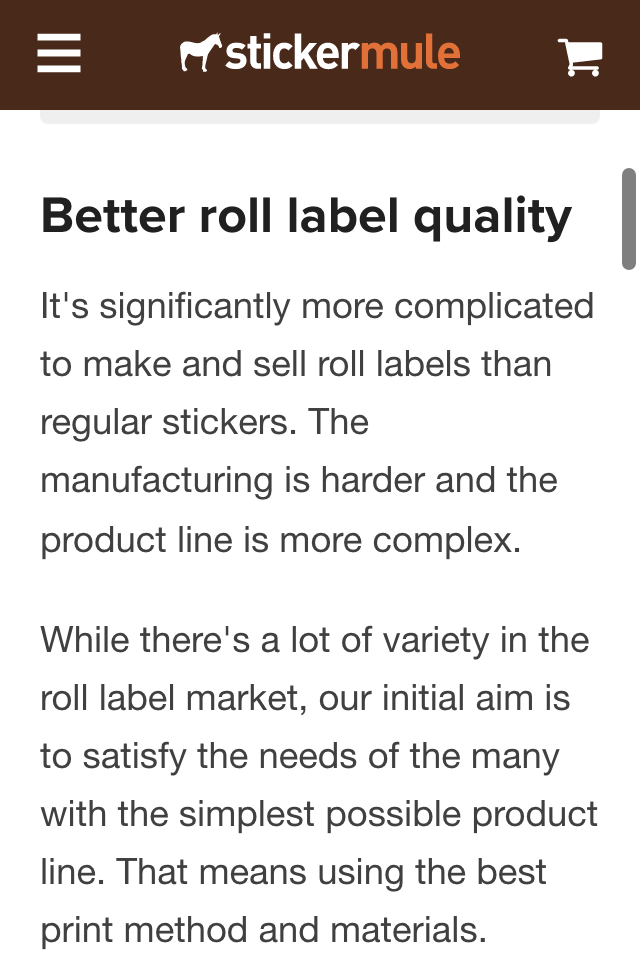 stickermule
Better roll label quality
It's significantly more complicated
to make and sell roll labels than
regular stickers. The
manufacturing is harder and the
product line is more complex.
While there's a lot of variety in the
roll label market, our initial aim is
to satisfy the needs of the many
with the simplest possible product
line. That means using the best
print method and materials.